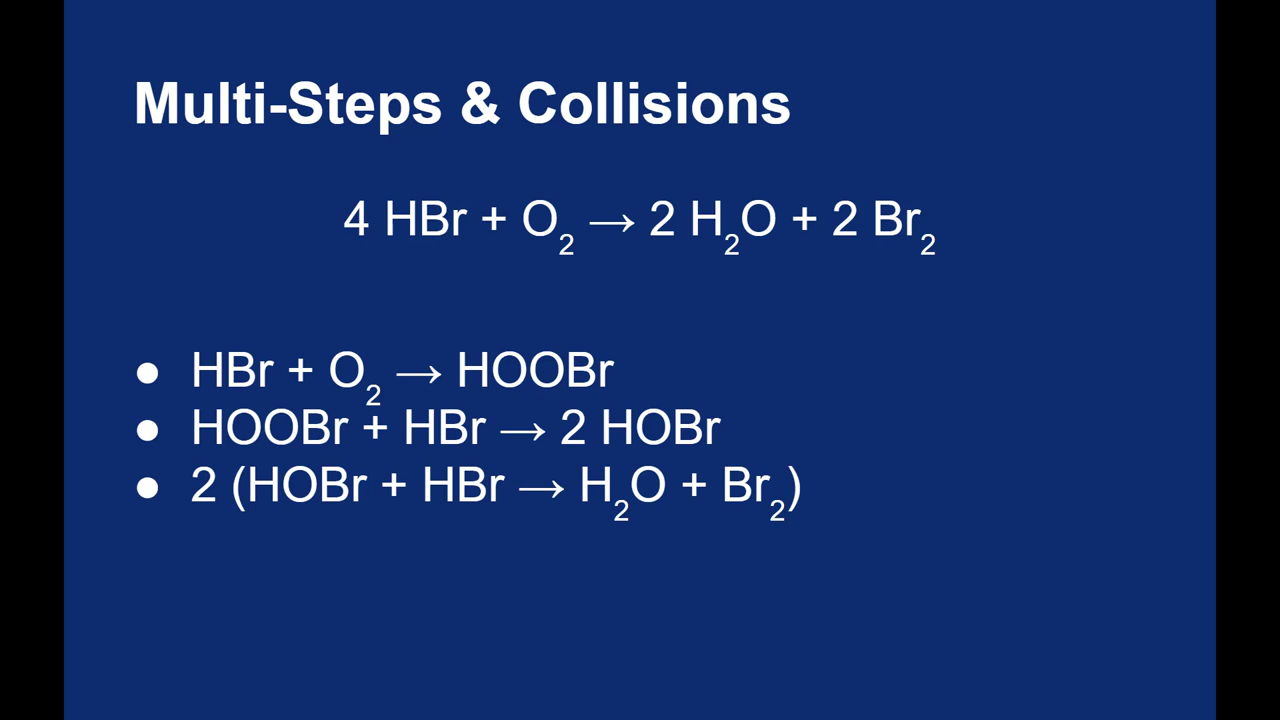 Multi-Steps & Collisions
4 HBr + O₂ → 2 H₂O + 2 Br₂
● HBr + O₂ → HOOBr
● HOOBr + HBr → 2 HOBr
● 2 (HOBr + HBr → H₂O + Br₂)